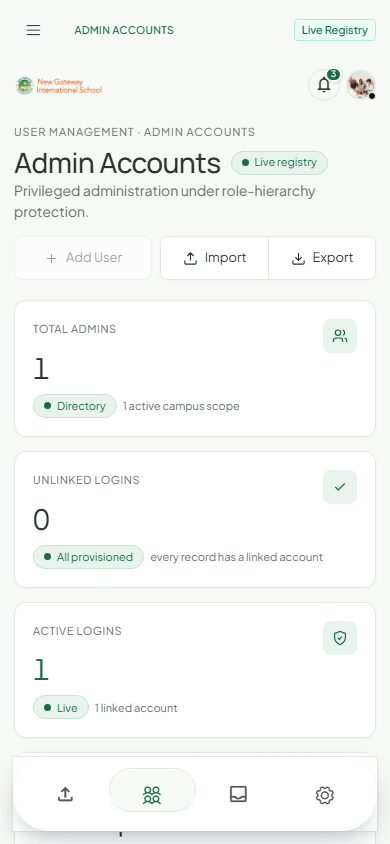 ADMIN ACCOUNTS
Live Registry
New Gateway
International School
3
USER MANAGEMENT · ADMIN ACCOUNTS
Admin Accounts
Live registry
Privileged administration under role-hierarchy
protection.
Add User
Import
Export
TOTAL ADMINS
1
Directory
1 active campus scope
UNLINKED LOGINS
0
All provisioned
every record has a linked account
ACTIVE LOGINS
1
Live
1 linked account